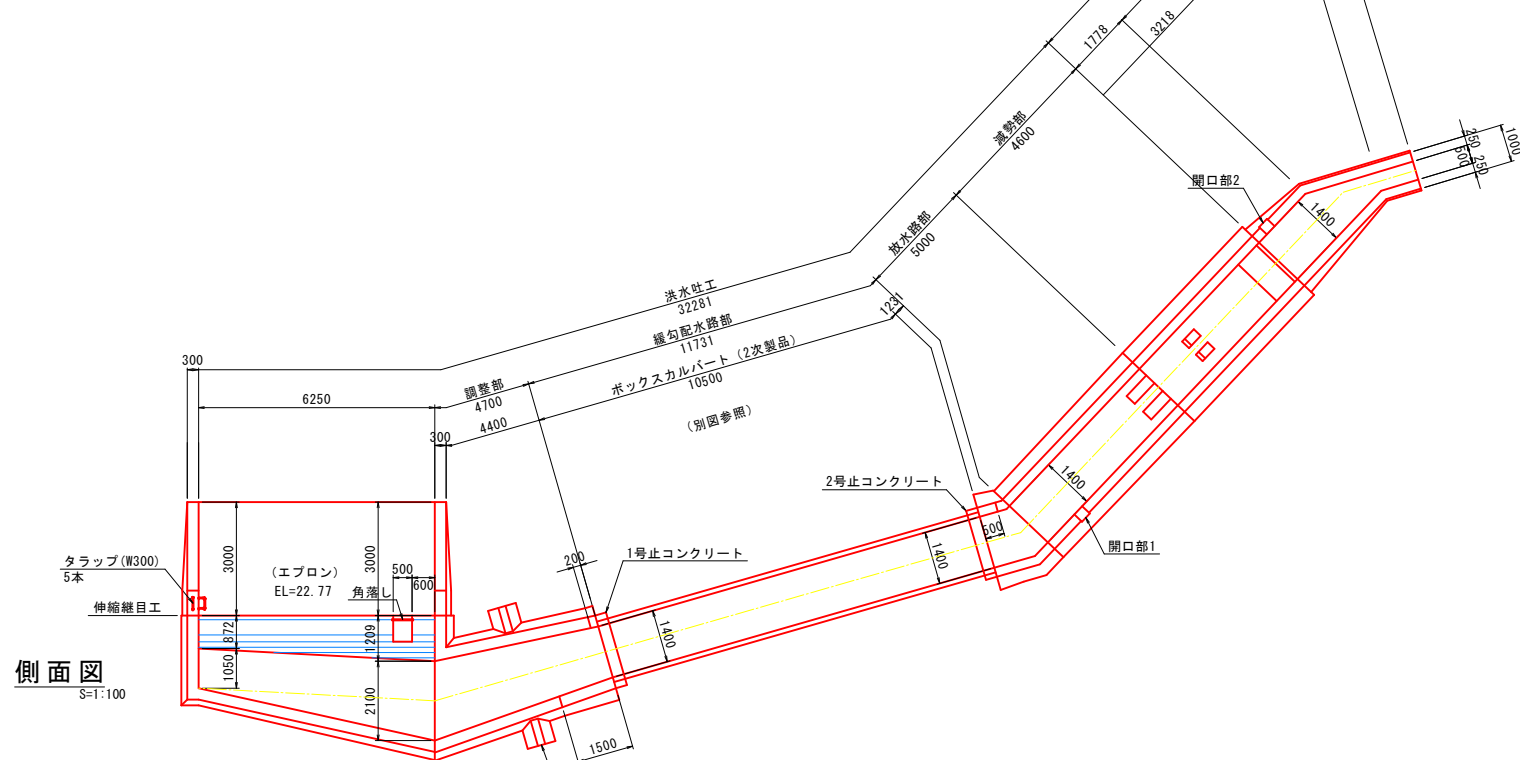 1778
3218
減勢部
4600
250
500
250
1000
開口部2
1400
放水路部
5000
洪水吐工
32281
1231
緩勾配水路部
11731
ボックスカルバート（2次製品）
10500
（別図参照）
300
6250
調整部
4700
4400
300
2号止コンクリート
500
1400
1400
開口部1
タラップ(W300)
5本
3000
（エプロン）
EL=22.77
3000
500
600
角落し
200
1号止コンクリート
伸縮継目工
872
1209
1400
1050
2100
側面図
S=1:100
1500